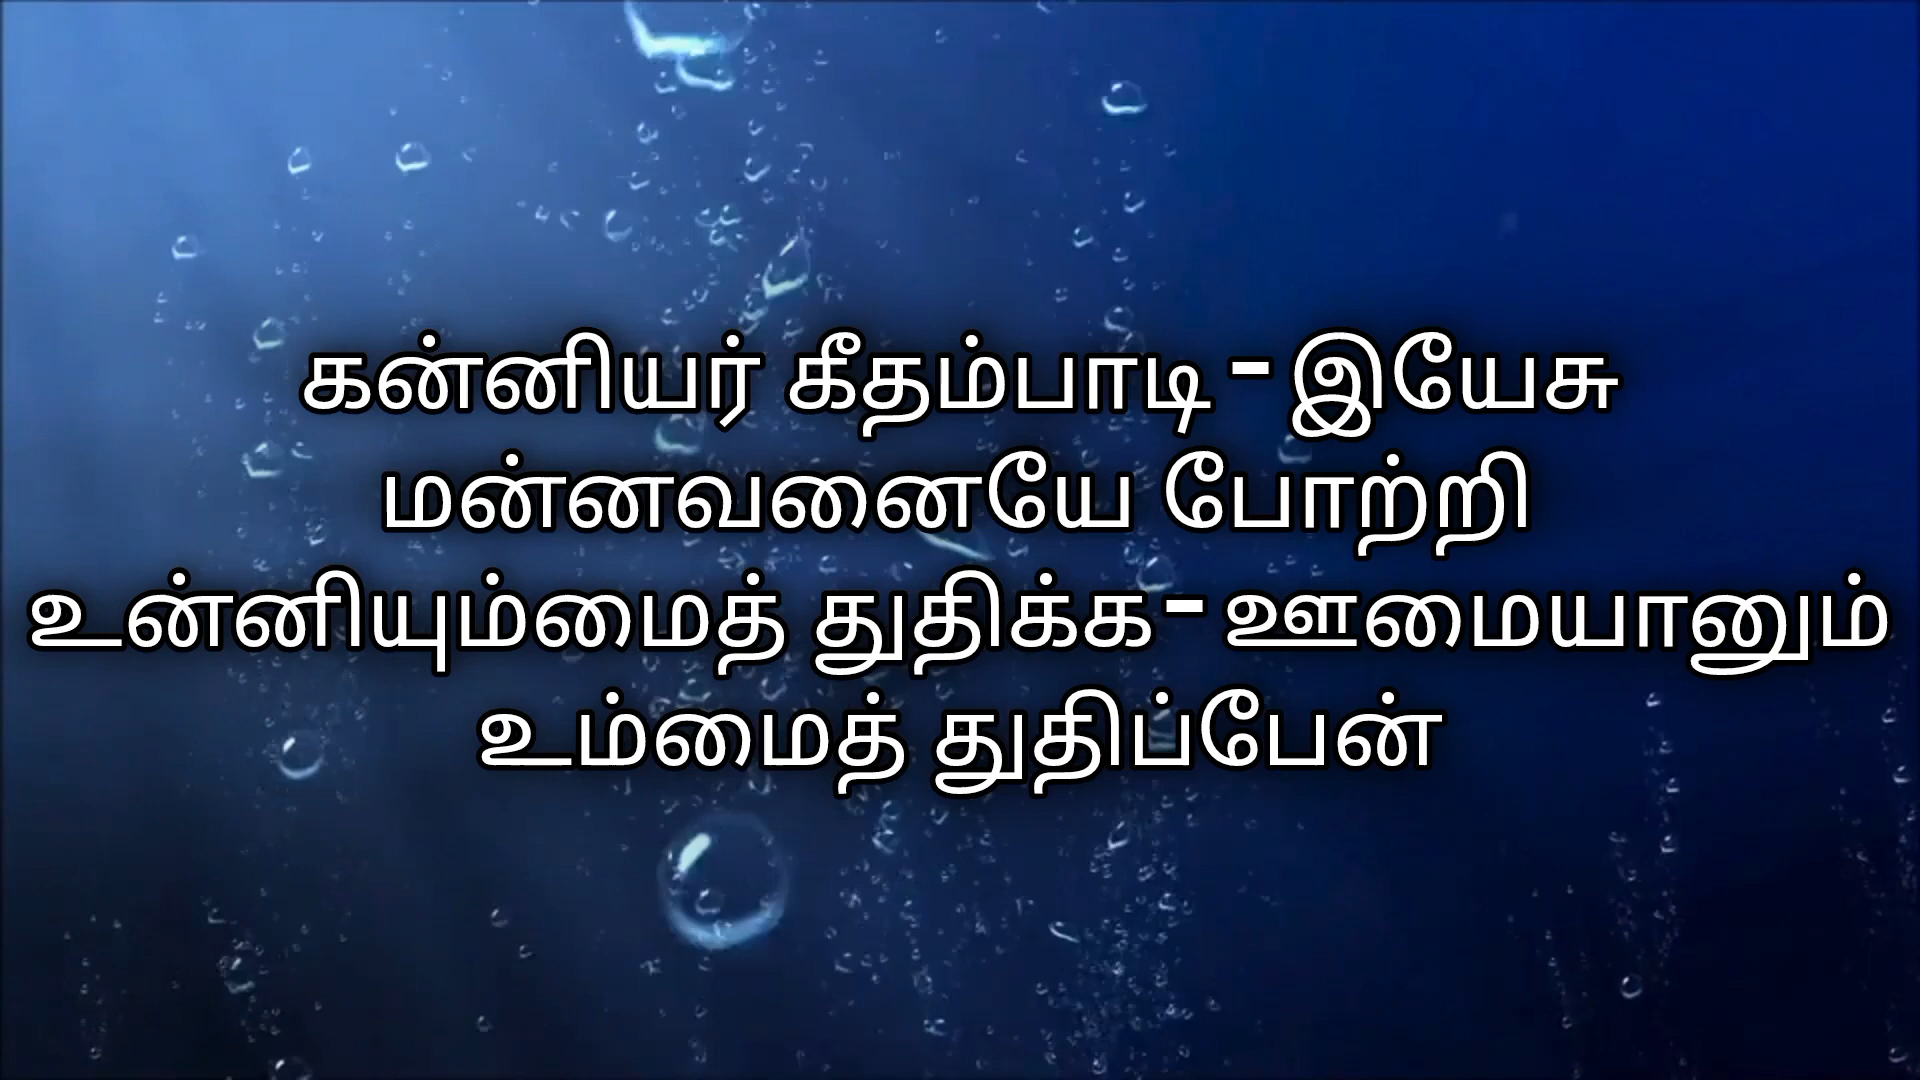 கன்னியர் கீதம்பாடி - இயேசு
மன்னவனையே போற்றி
உன்னியும்மைத் துதிக்க - ஊமையானும்
உம்மைத் துதிப்பேன்